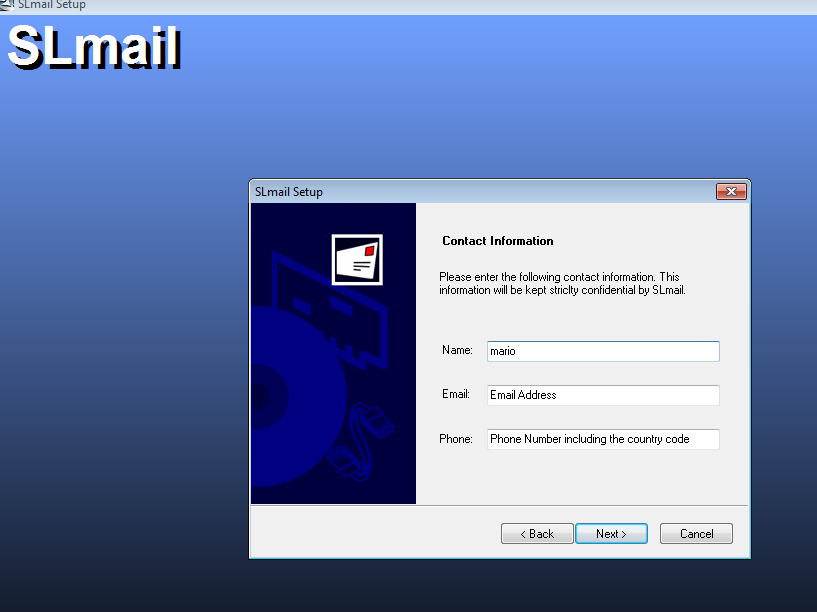 SLmail Setup
SLmail
SLmail Setup
Contact Information
Please enter the following contact information. This
information will be kept striclty confidential by SLmail.
Name: mario
Email: Email Address
Phone: Phone Number including the country code
< Back Next > Cancel